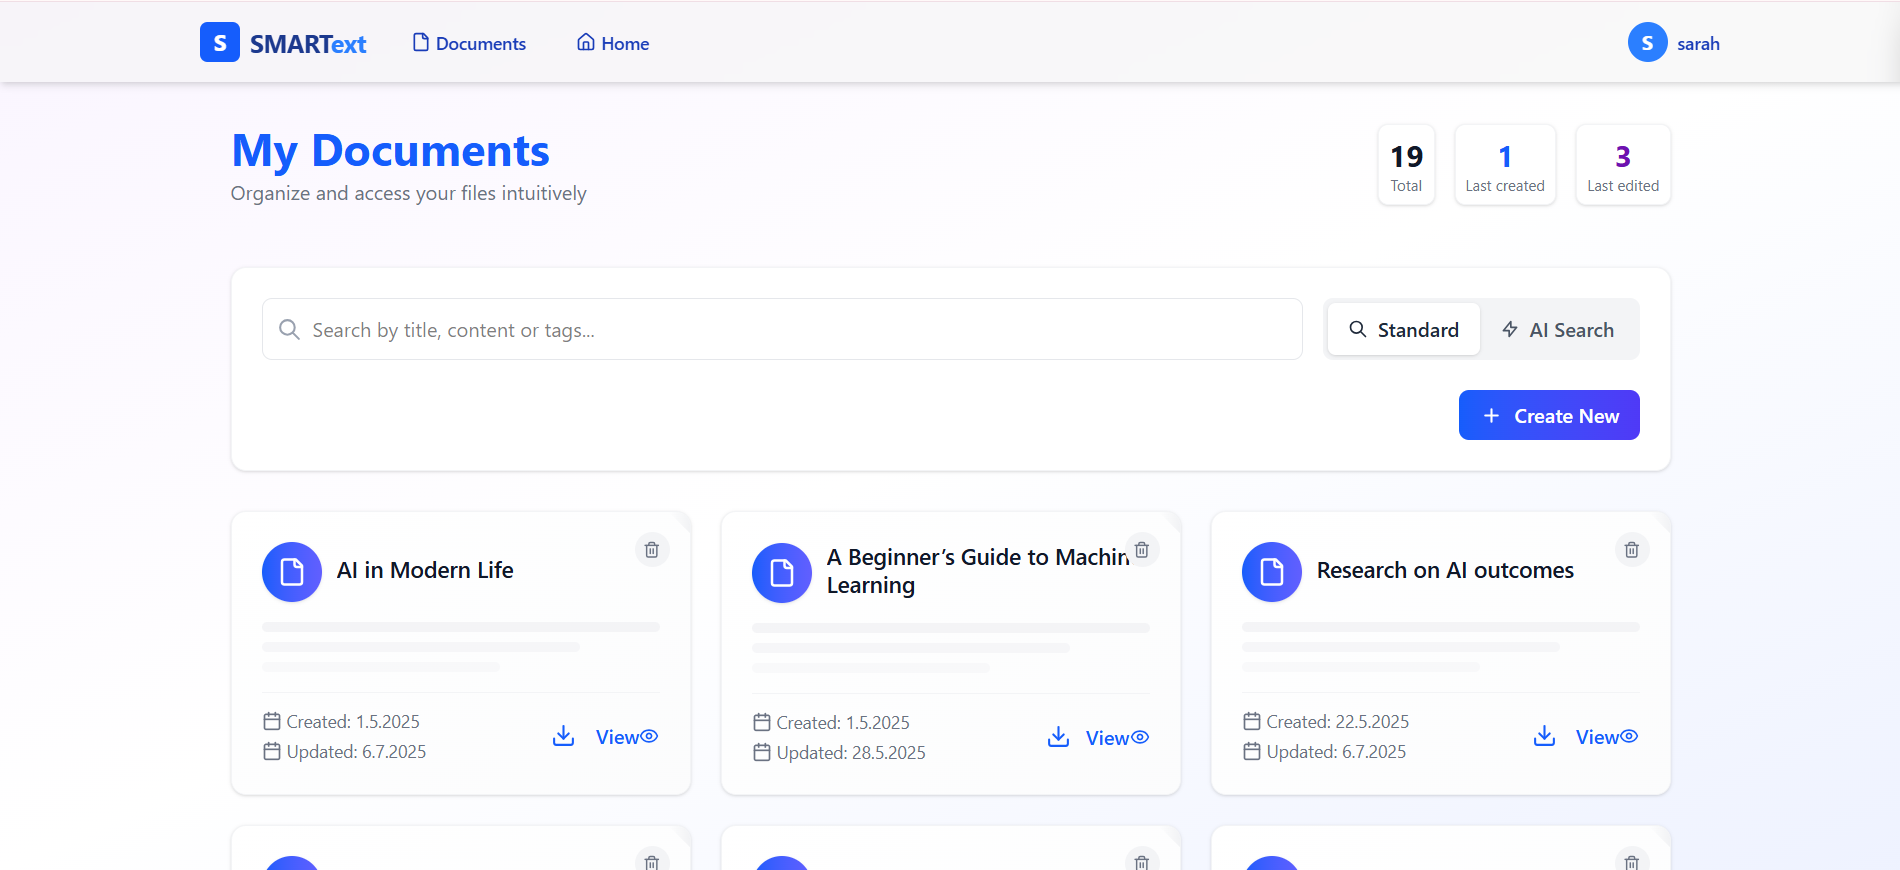 S SMARText Documents Home S sarah
My Documents
Organize and access your files intuitively
19
Total
1
Last created
3
Last edited
Search by title, content or tags...
Standard
AI Search
+ Create New
AI in Modern Life
Created: 1.5.2025
Updated: 6.7.2025
View
A Beginner’s Guide to Machin
Learning
Created: 1.5.2025
Updated: 28.5.2025
View
Research on AI outcomes
Created: 22.5.2025
Updated: 6.7.2025
View